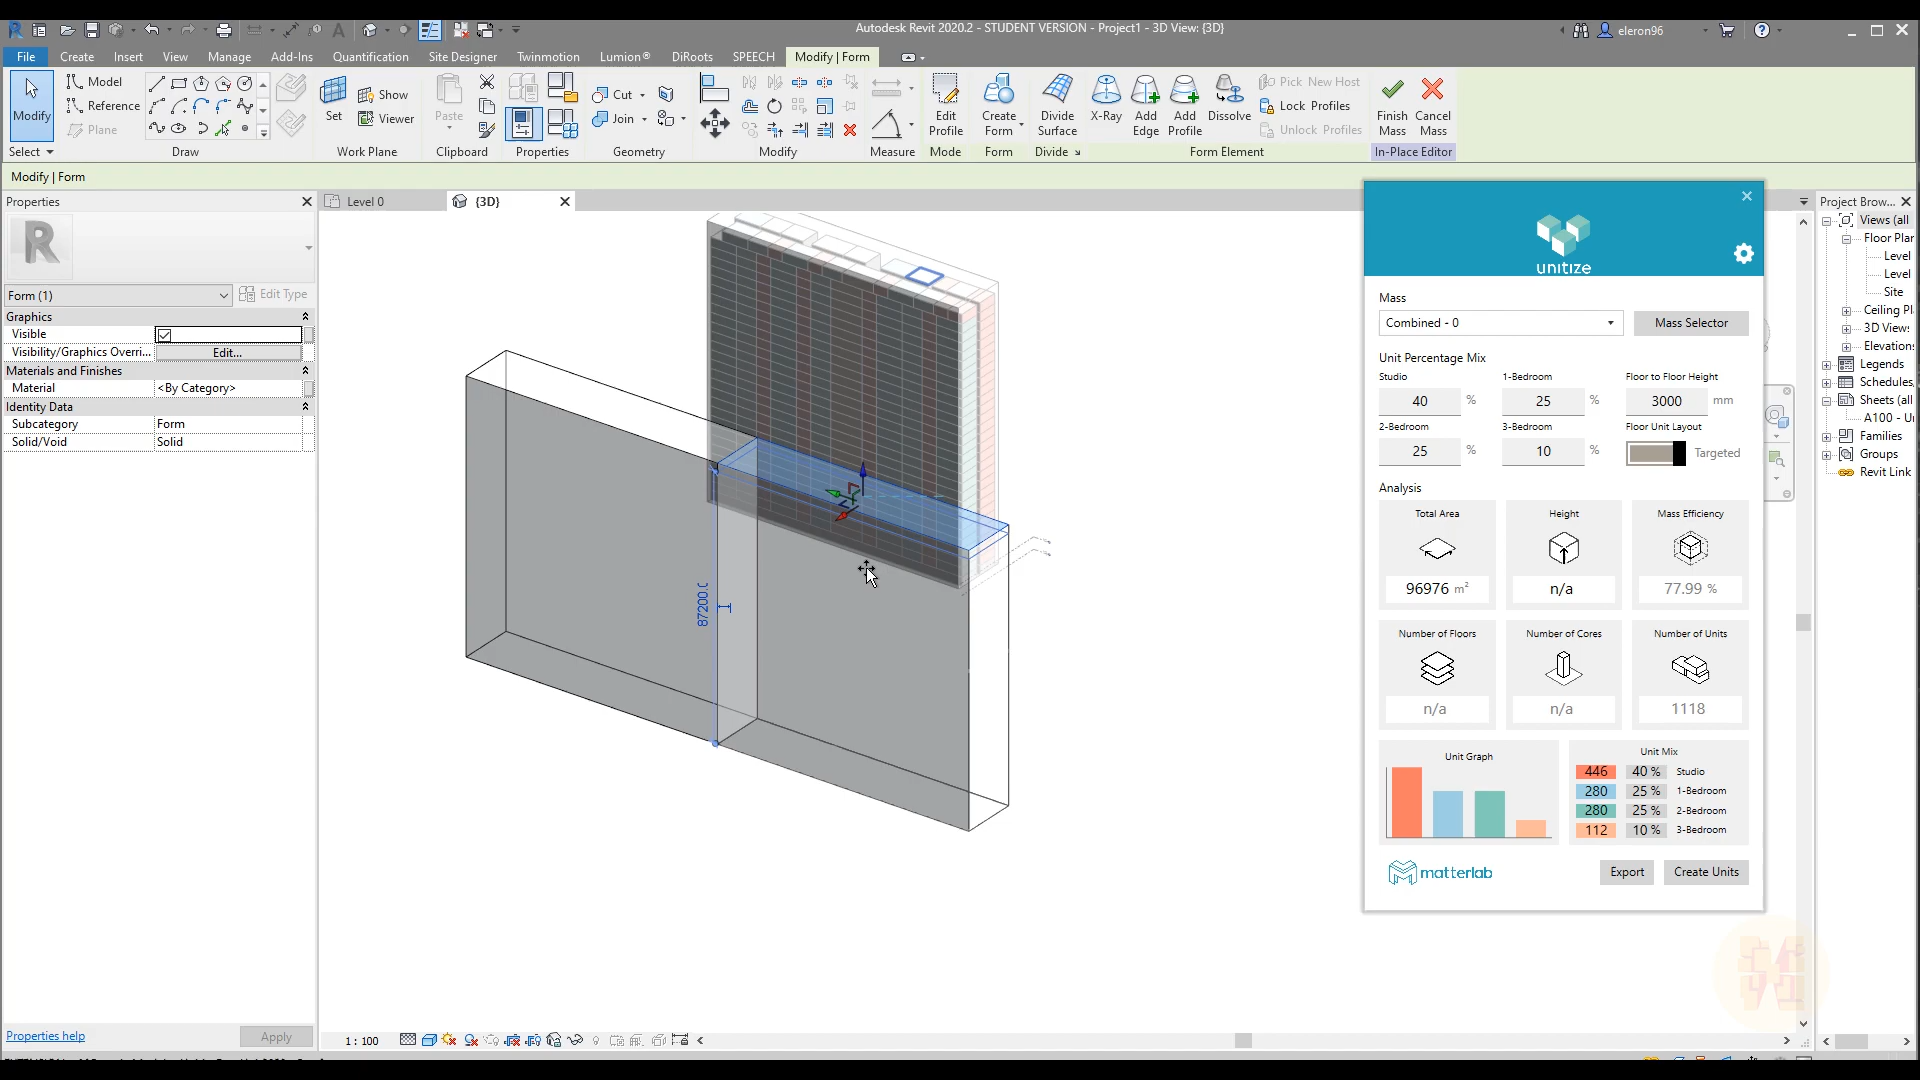 Autodesk Revit 2020.2 - STUDENT VERSION - Project1 - 3D View: {3D}
eleron96
File Create Insert View Manage Add-Ins Quantification Site Designer Twinmotion Lumion® DiRoots SPEECH Modify | Form
Modify
Model
Reference
Plane
Set
Show
Viewer
Paste
Cut
Join
Edit Profile
Create Form
Divide Surface
X-Ray
Add Edge
Add Profile
Dissolve
Pick New Host
Lock Profiles
Unlock Profiles
Finish Mass
Cancel Mass
Select Draw Work Plane Clipboard Properties Geometry Modify Measure Mode Form Divide Form Element In-Place Editor
Modify | Form
Properties
Level 0
{3D}
Form (1)
Edit Type
Graphics
Visible
Visibility/Graphics Overri... Edit...
Materials and Finishes
Material <By Category>
Identity Data
Subcategory Form
Solid/Void Solid
Properties help
Apply
1 : 100
unitize
Mass
Combined - 0
Mass Selector
Unit Percentage Mix
Studio 1-Bedroom Floor to Floor Height
40 % 25 % 3000 mm
2-Bedroom 3-Bedroom Floor Unit Layout
25 % 10 % Targeted
Analysis
Total Area Height Mass Efficiency
96976 m² n/a 77.99 %
Number of Floors Number of Cores Number of Units
n/a n/a 1118
Unit Graph
Unit Mix
446 40 % Studio
280 25 % 1-Bedroom
280 25 % 2-Bedroom
112 10 % 3-Bedroom
matterlab
Export
Create Units
Project Brow...
Views (all
Floor Plar
Level
Level
Site
Ceiling Pl
3D View:
Elevation:
Legends
Schedules,
Sheets (all
A100 - Ur
Families
Groups
Revit Link